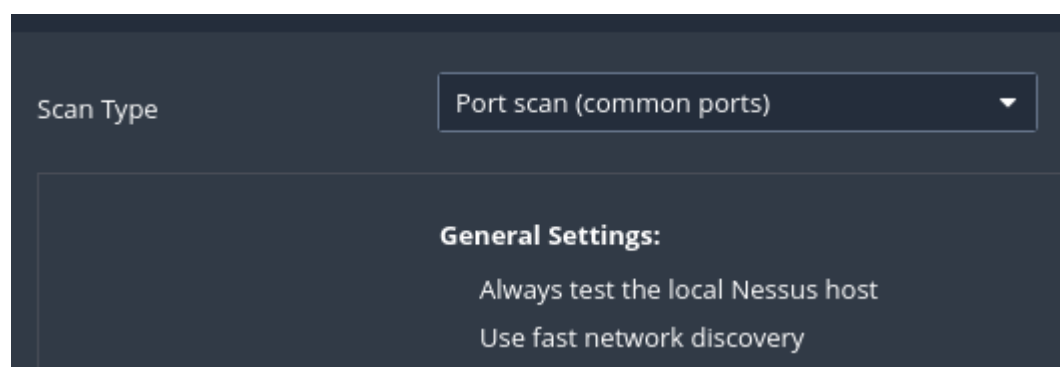 Scan Type
Port scan (common ports)
General Settings:
Always test the local Nessus host
Use fast network discovery